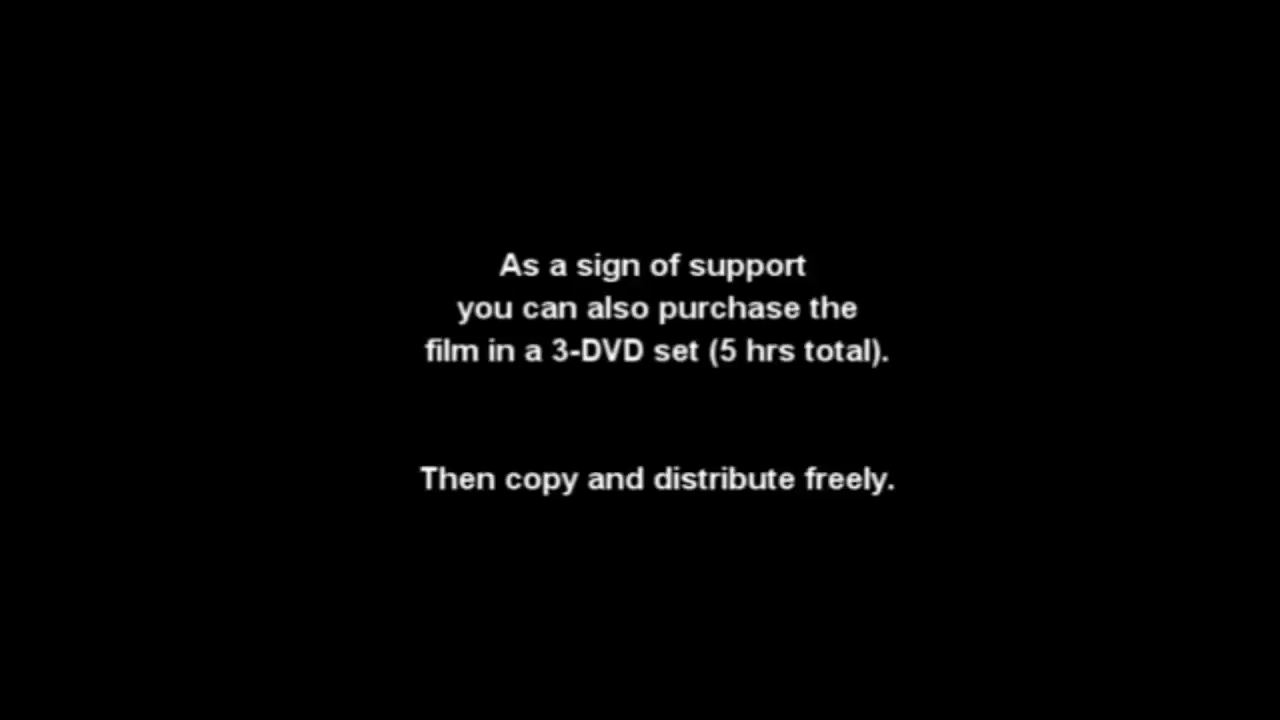 As a sign of support
you can also purchase the
film in a 3-DVD set (5 hrs total).
Then copy and distribute freely.